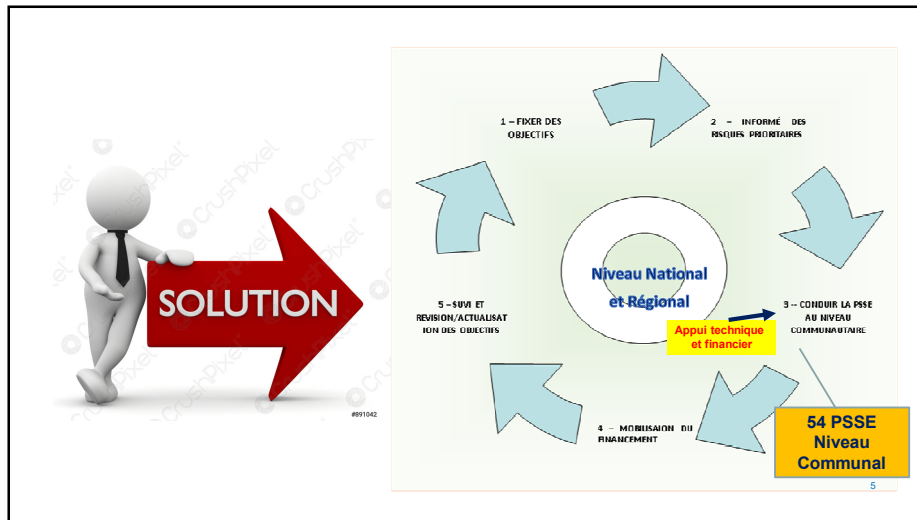 CrushPixel
SOLUTION
#891042
1 – FIXER DES
OBJECTIFS
2 – INFORMÉ DES
RISQUES PRIORITAIRES
3 -- CONDUIR LA PSSE
AU NIVEAU
COMMUNAUTAIRE
4 – MOBILISAION DU
FINANCEMENT
5 –SUVI ET
REVISION/ACTUALISAT
ION DES OBJECTIFS
Niveau National
et Régional
Appui technique
et financier
54 PSSE
Niveau
Communal
5